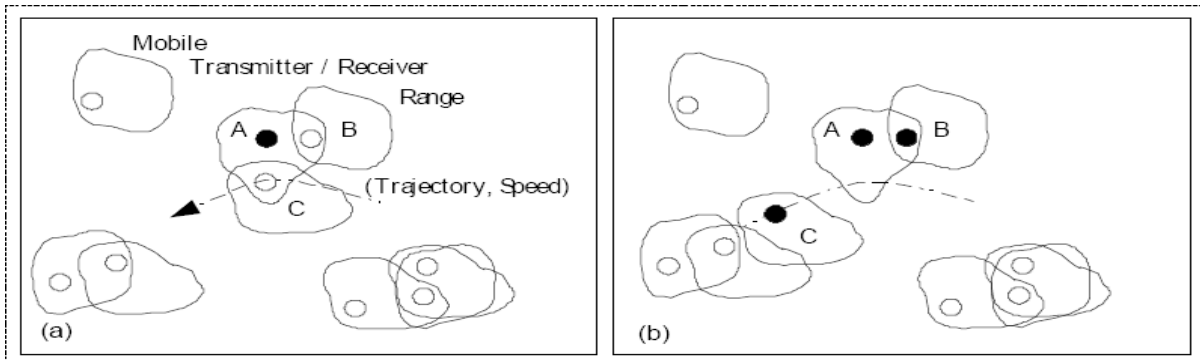 Mobile
Transmitter / Receiver
Range
A
B
(Trajectory, Speed)
C
(a)
A
B
C
(b)